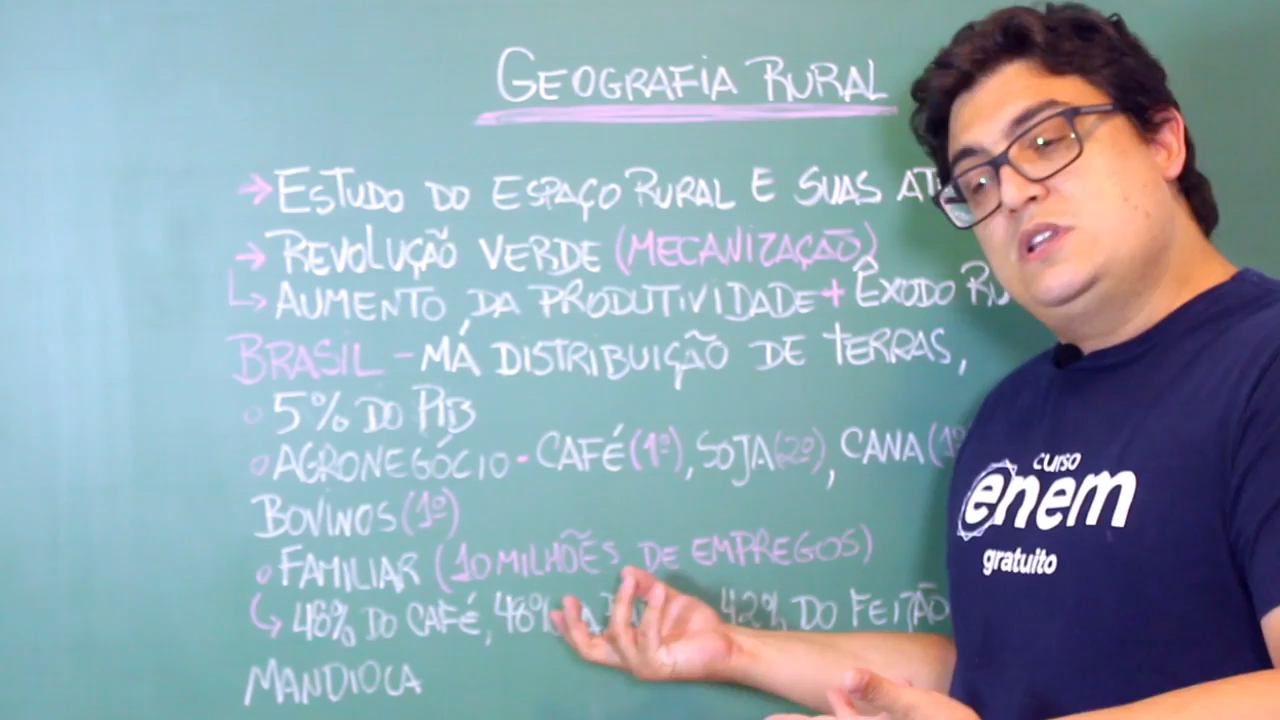 GEOGRAFIA RURAL
→ ESTUDO DO ESPAÇO RURAL E SUAS
→ REVOLUÇÃO VERDE (MECANIZAÇÃO)
↳ AUMENTO DA PRODUTIVIDADE + ÊXODO
BRASIL - MÁ DISTRIBUIÇÃO DE TERRAS,
• 5% DO PIB
• AGRONEGÓCIO - CAFÉ (1º), SOJA (2º), CANA (1º
BOVINOS (1º)
• FAMILIAR (10 MILHÕES DE EMPREGOS)
↳ 48% DO CAFÉ, 48% 42% DO FEIJÃO
MANDIOCA
curso
enem
gratuito